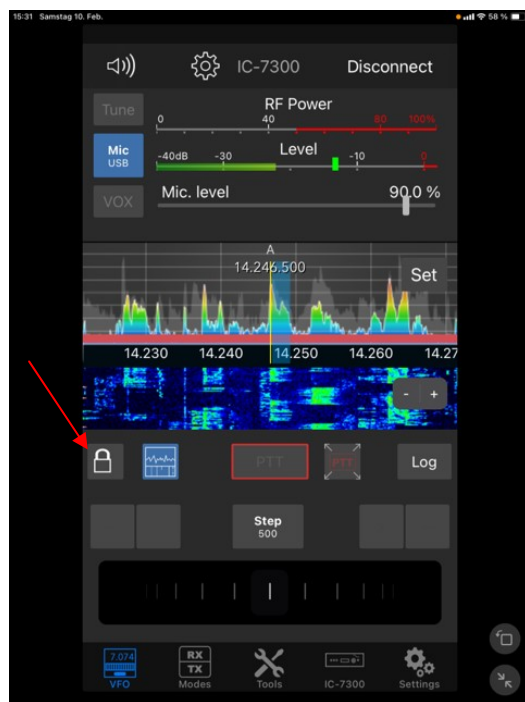 15:31 Samstag 10. Feb.
58 %
IC-7300
Disconnect
Tune
RF Power
0 40 80 100%
Mic
USB
Level
-40dB -30 -10 0
VOX
Mic. level
90,0 %
A
14.246.500
Set
14.230 14.240 14.250 14.260 14.27
- +
PTT
PTT
Log
Step
500
7.074
VFO
RX
TX
Modes
Tools
IC-7300
Settings